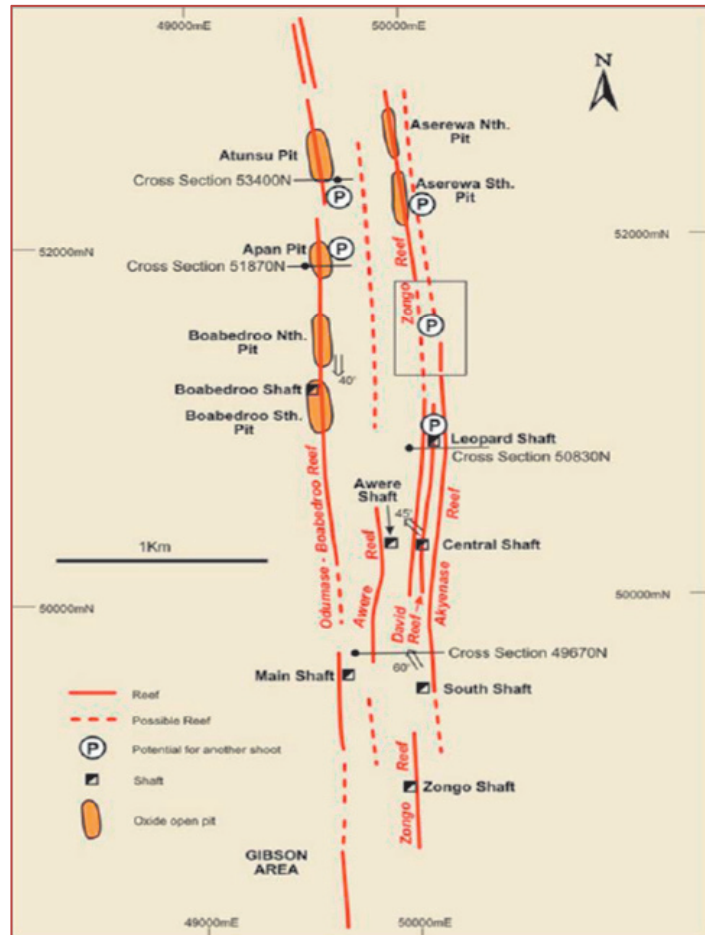 49000mE
50000mE
N
Aserewa Nth.
Pit
Atunsu Pit
Cross Section 53400N
Aserewa Sth.
Pit
P
P
52000mN
52000mN
Apan Pit
P
Cross Section 51870N
Zongo Reef
P
Boabedroo Nth.
Pit
40'
Boabedroo Shaft
Boabedroo Sth.
Pit
P
Leopard Shaft
Cross Section 50830N
Odumase - Boabedroo Reef
Awere
Shaft
45'
Central Shaft
1Km
Awere Reef
David
Reef
Akyenase Reef
50000mN
50000mN
Cross Section 49670N
60'
Main Shaft
South Shaft
Reef
Possible Reef
P
Potential for another shoot
Shaft
Oxide open pit
Zongo Reef
Zongo Shaft
GIBSON
AREA
49000mE
50000mE